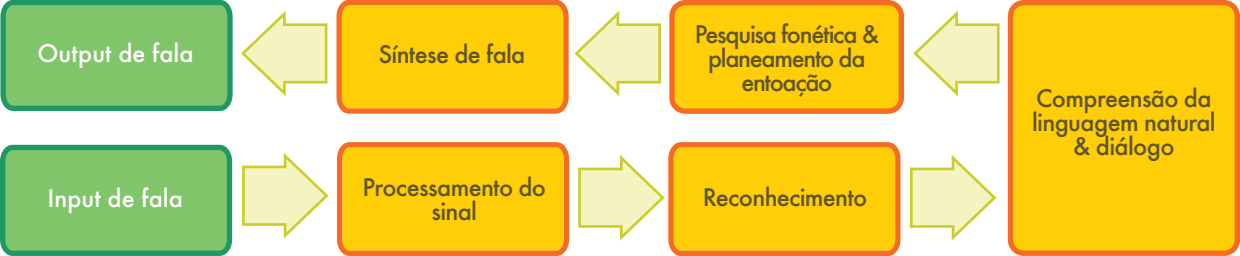 Output de fala
Síntese de fala
Pesquisa fonética &
planeamento da
entoação
Compreensão da
linguagem natural
& diálogo
Input de fala
Processamento do
sinal
Reconhecimento